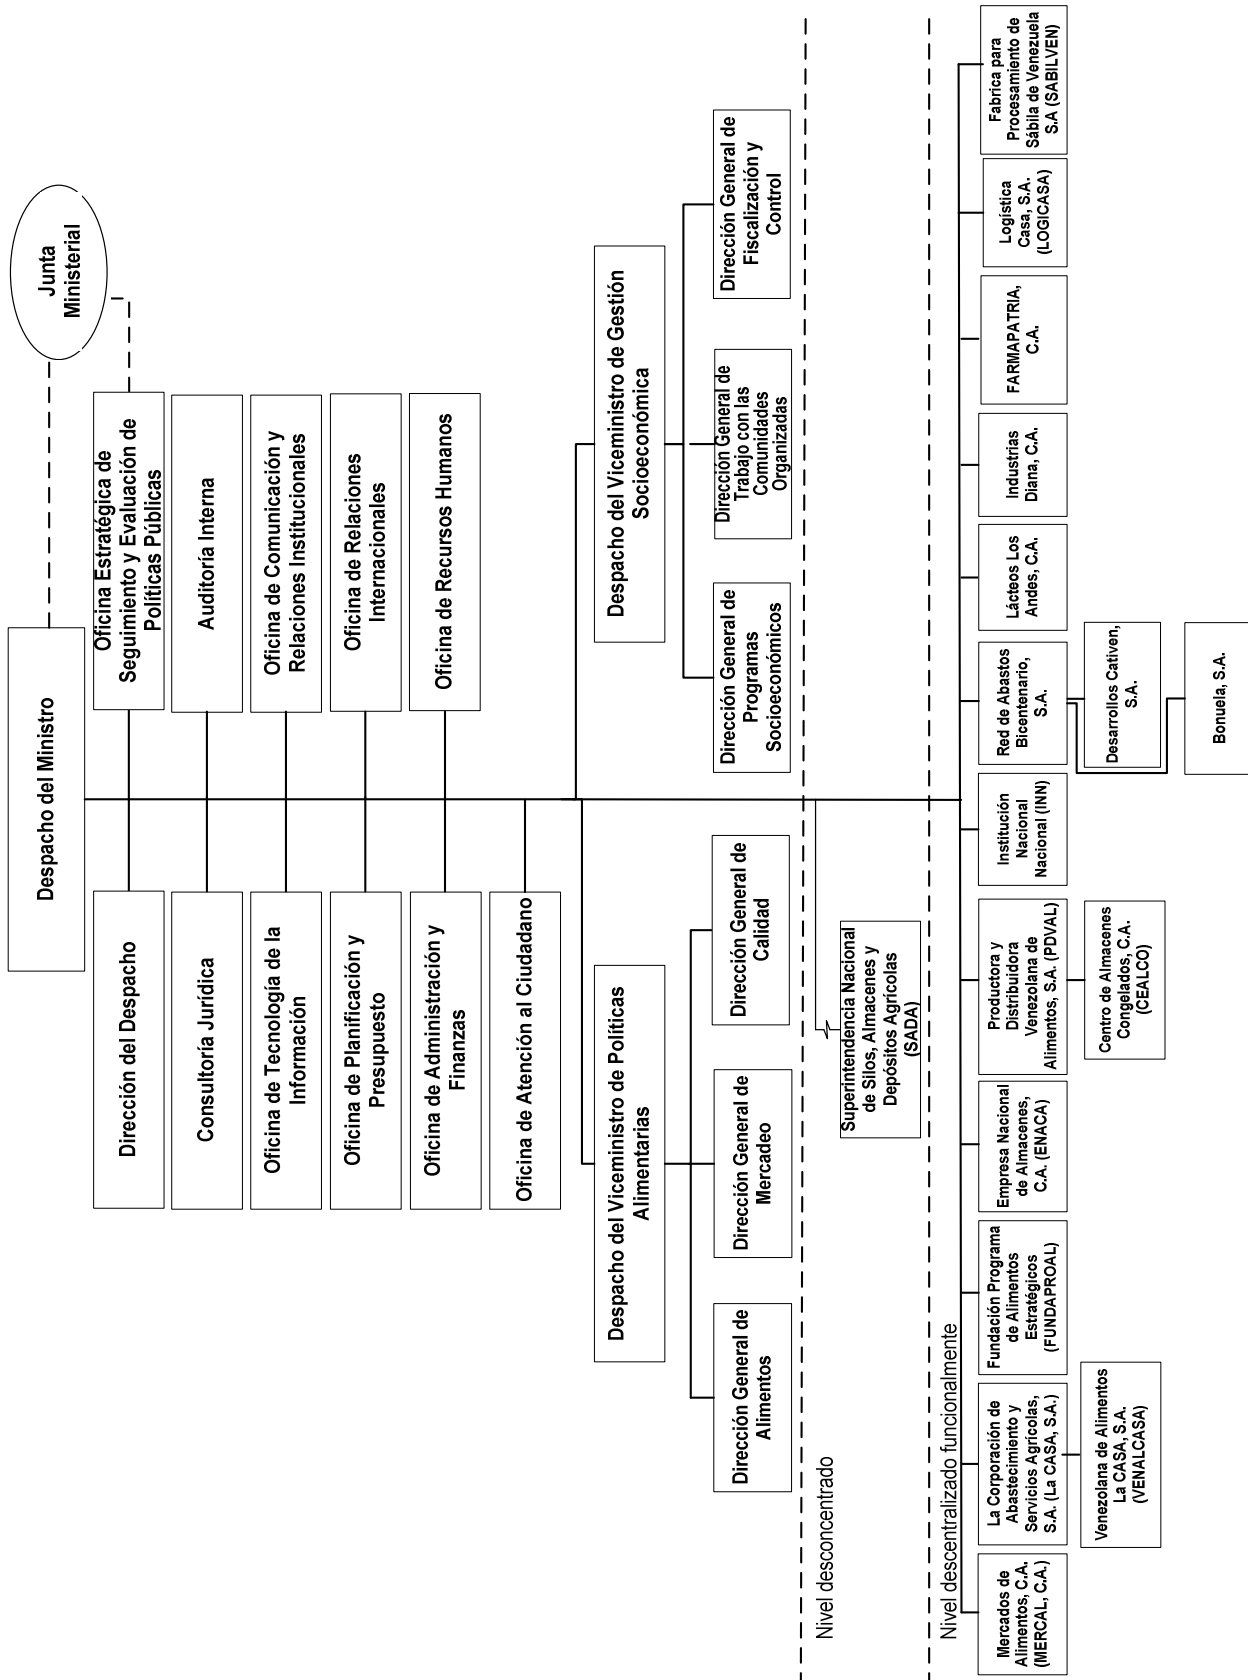 Despacho del Ministro
Junta
Ministerial
Dirección del Despacho
Oficina Estratégica de
Seguimiento y Evaluación de
Políticas Públicas
Consultoría Jurídica
Auditoría Interna
Oficina de Tecnología de la
Información
Oficina de Comunicación y
Relaciones Institucionales
Oficina de Planificación y
Presupuesto
Oficina de Relaciones
Internacionales
Oficina de Administración y
Finanzas
Oficina de Recursos Humanos
Oficina de Atención al Ciudadano
Despacho del Viceministro de Políticas
Alimentarias
Despacho del Viceministro de Gestión
Socioeconómica
Dirección General de
Alimentos
Dirección General de
Mercadeo
Dirección General de
Calidad
Dirección General de
Programas
Socioeconómicos
Dirección General de
Trabajo con las
Comunidades
Organizadas
Dirección General de
Fiscalización y
Control
Nivel desconcentrado
Superintendencia Nacional
de Silos, Almacenes y
Depósitos Agrícolas
(SADA)
Nivel descentralizado funcionalmente
Mercados de
Alimentos, C.A.
(MERCAL, C.A.)
La Corporación de
Abastecimiento y
Servicios Agrícolas,
S.A. (La CASA, S.A.)
Fundación Programa
de Alimentos
Estratégicos
(FUNDAPROAL)
Empresa Nacional
de Almacenes,
C.A. (ENACA)
Productora y
Distribuidora
Venezolana de
Alimentos, S.A. (PDVAL)
Institución
Nacional
Nacional (INN)
Red de Abastos
Bicentenario,
S.A.
Lácteos Los
Andes, C.A.
Industrias
Diana, C.A.
FARMAPATRIA,
C.A.
Logística
Casa, S.A.
(LOGICASA)
Fabrica para
Procesamiento de
Sábila de Venezuela
S.A (SABILVEN)
Venezolana de Alimentos
La CASA, S.A.
(VENALCASA)
Centro de Almacenes
Congelados, C.A.
(CEALCO)
Desarrollos Cativen,
S.A.
Bonuela, S.A.